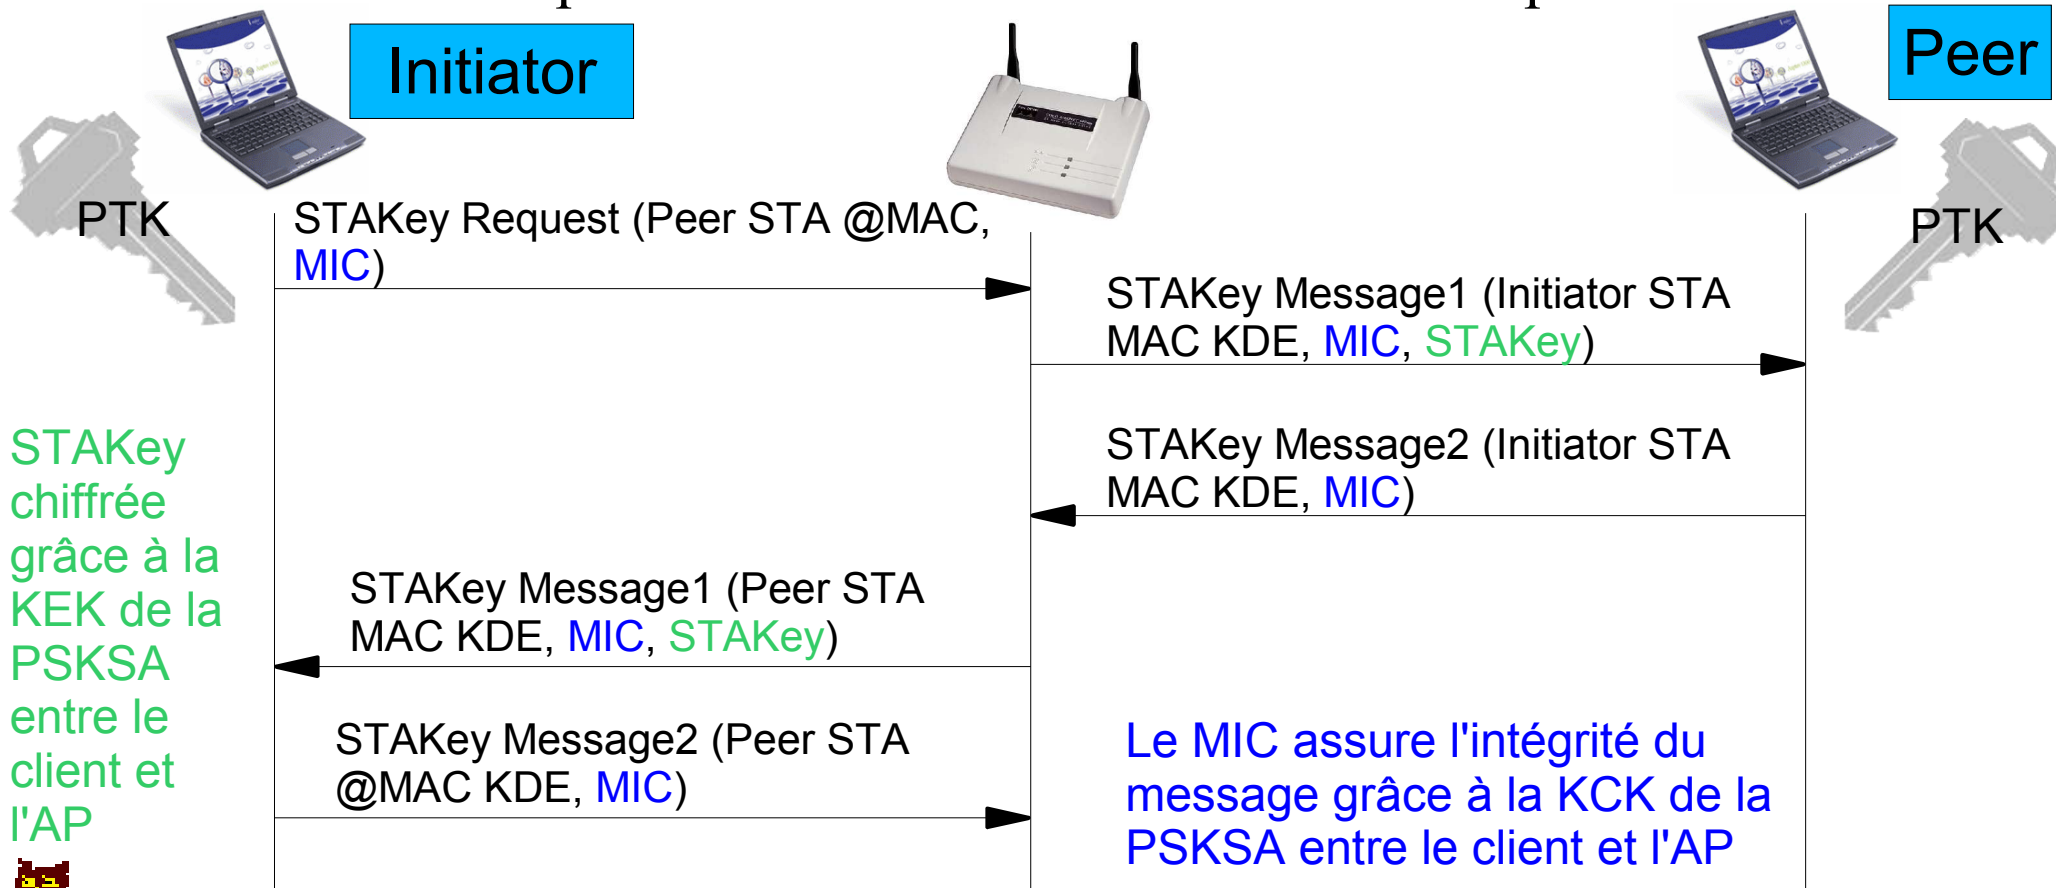 Initiator
Peer
PTK
PTK
STAKey Request (Peer STA @MAC,
MIC)
STAKey Message1 (Initiator STA
MAC KDE, MIC, STAKey)
STAKey Message2 (Initiator STA
MAC KDE, MIC)
STAKey
chiffrée
grâce à la
KEK de la
PSKSA
entre le
client et
l'AP
STAKey Message1 (Peer STA
MAC KDE, MIC, STAKey)
STAKey Message2 (Peer STA
@MAC KDE, MIC)
Le MIC assure l'intégrité du
message grâce à la KCK de la
PSKSA entre le client et l'AP